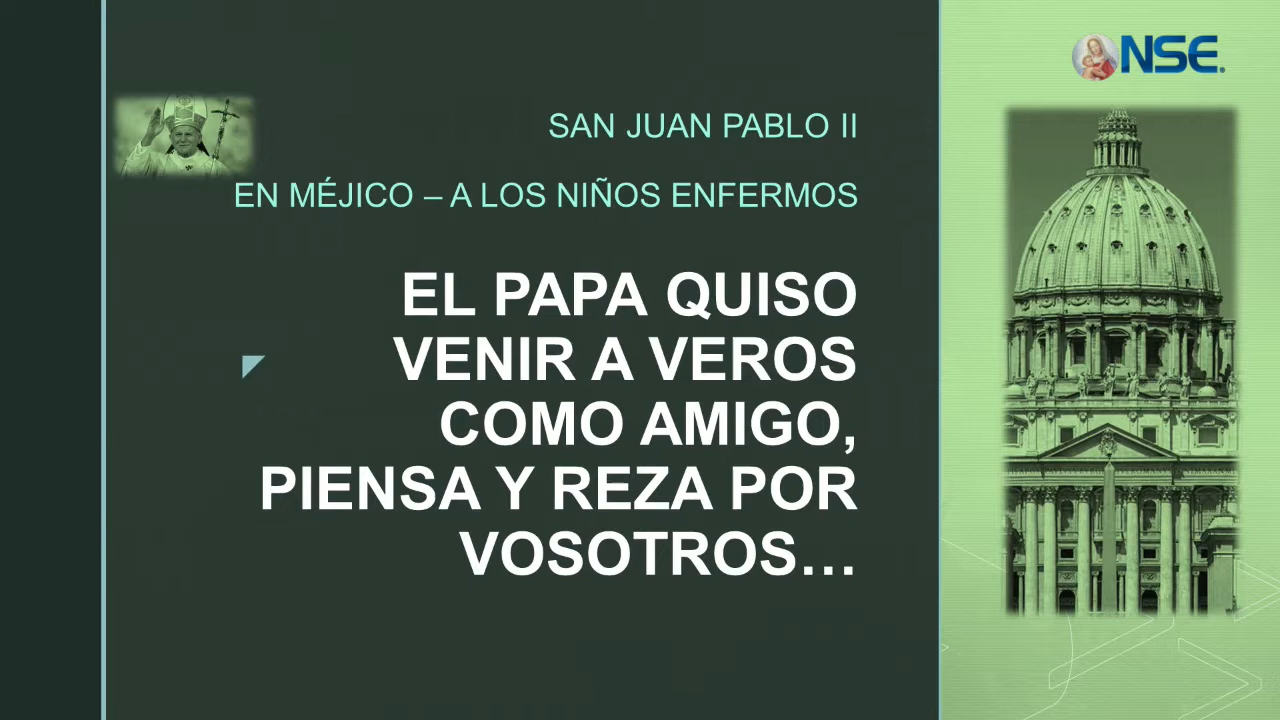 NSE
SAN JUAN PABLO II
EN MÉJICO – A LOS NIÑOS ENFERMOS
EL PAPA QUISO
VENIR A VEROS
COMO AMIGO,
PIENSA Y REZA POR
VOSOTROS...